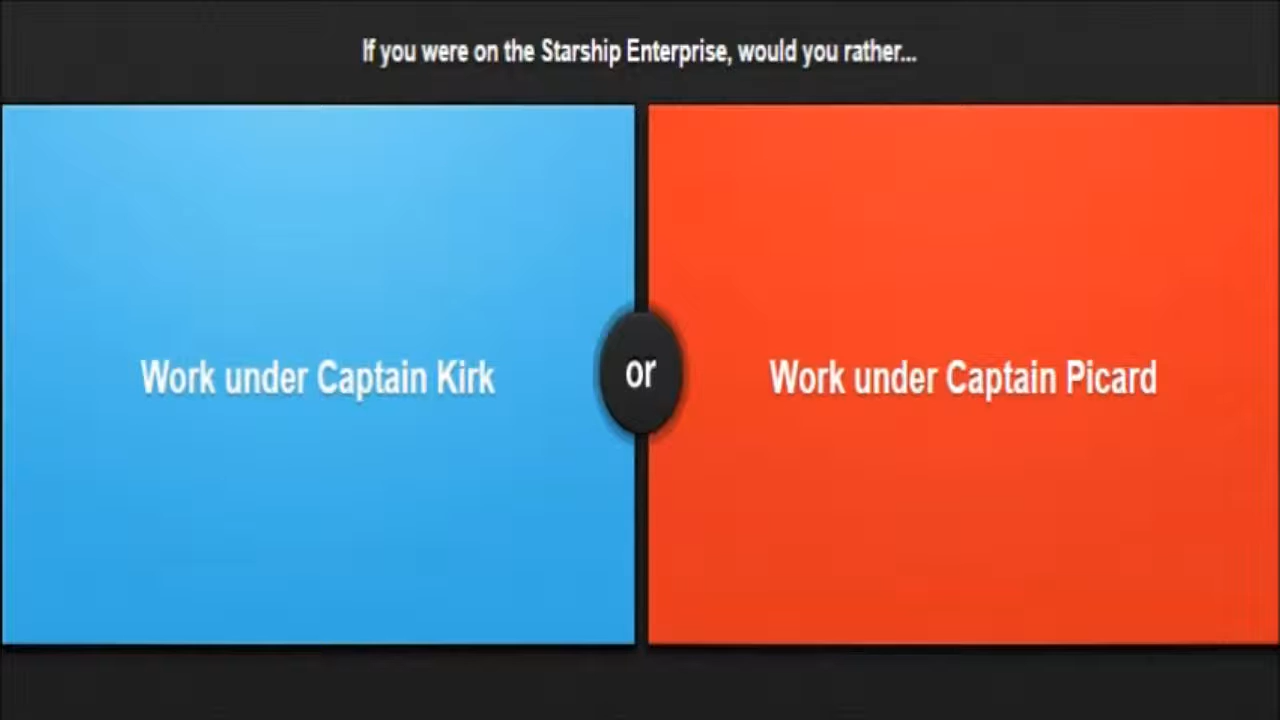 If you were on the Starship Enterprise, would you rather...
Work under Captain Kirk
or
Work under Captain Picard